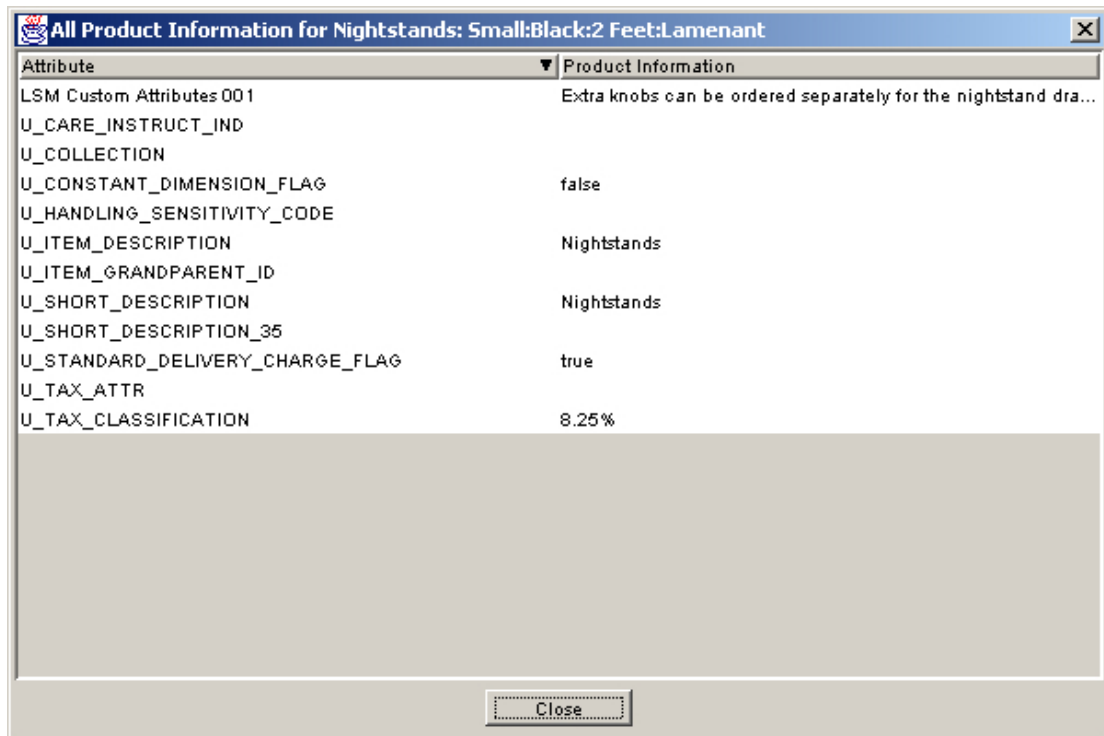 All Product Information for Nightstands: Small:Black:2 Feet:Lamenant
Attribute Product Information
LSM Custom Attributes 001 Extra knobs can be ordered separately for the nightstand dra...
U_CARE_INSTRUCT_IND
U_COLLECTION
U_CONSTANT_DIMENSION_FLAG false
U_HANDLING_SENSITIVITY_CODE
U_ITEM_DESCRIPTION Nightstands
U_ITEM_GRANDPARENT_ID
U_SHORT_DESCRIPTION Nightstands
U_SHORT_DESCRIPTION_35
U_STANDARD_DELIVERY_CHARGE_FLAG true
U_TAX_ATTR
U_TAX_CLASSIFICATION 8.25%
Close